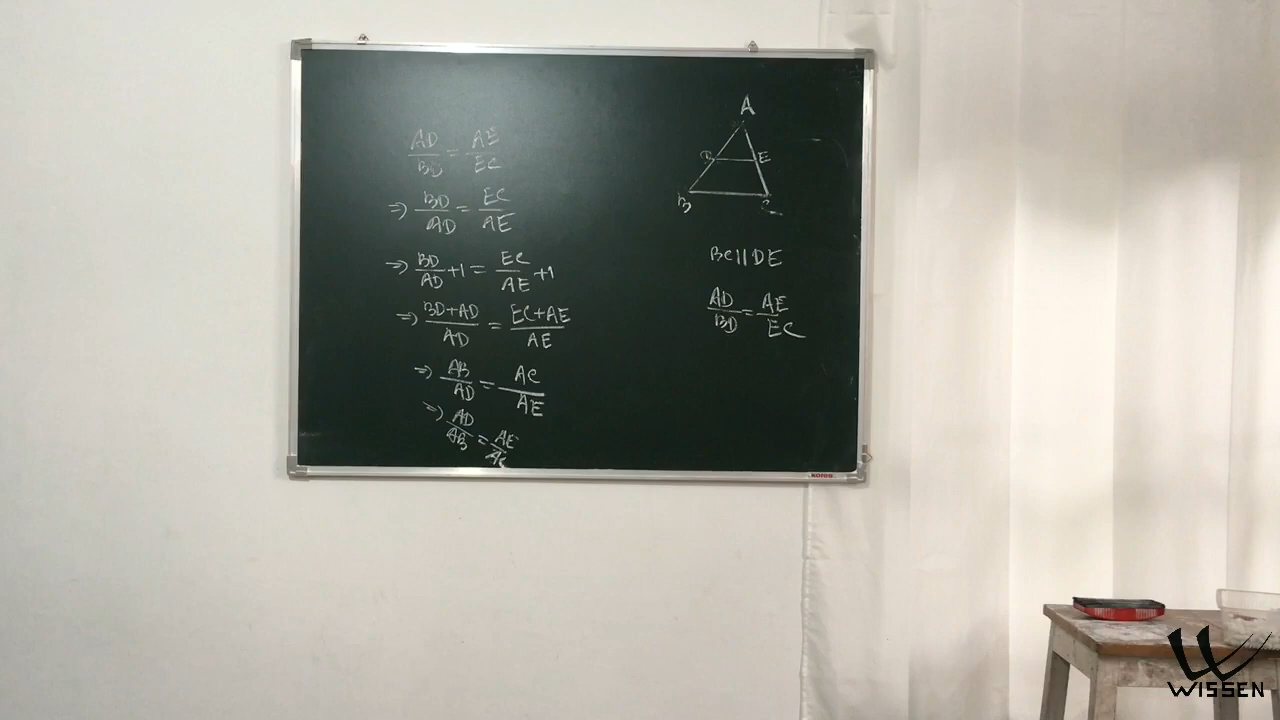 AD/BD = AE/EC
⇒ BD/AD = EC/AE
⇒ BD/AD + 1 = EC/AE + 1
⇒ BD+AD/AD = EC+AE/AE
⇒ AB/AD = AC/AE
⇒ AD/AB = AE/AC
A
D E
B C
BC || DE
AD/BD = AE/EC
kores
WISSEN